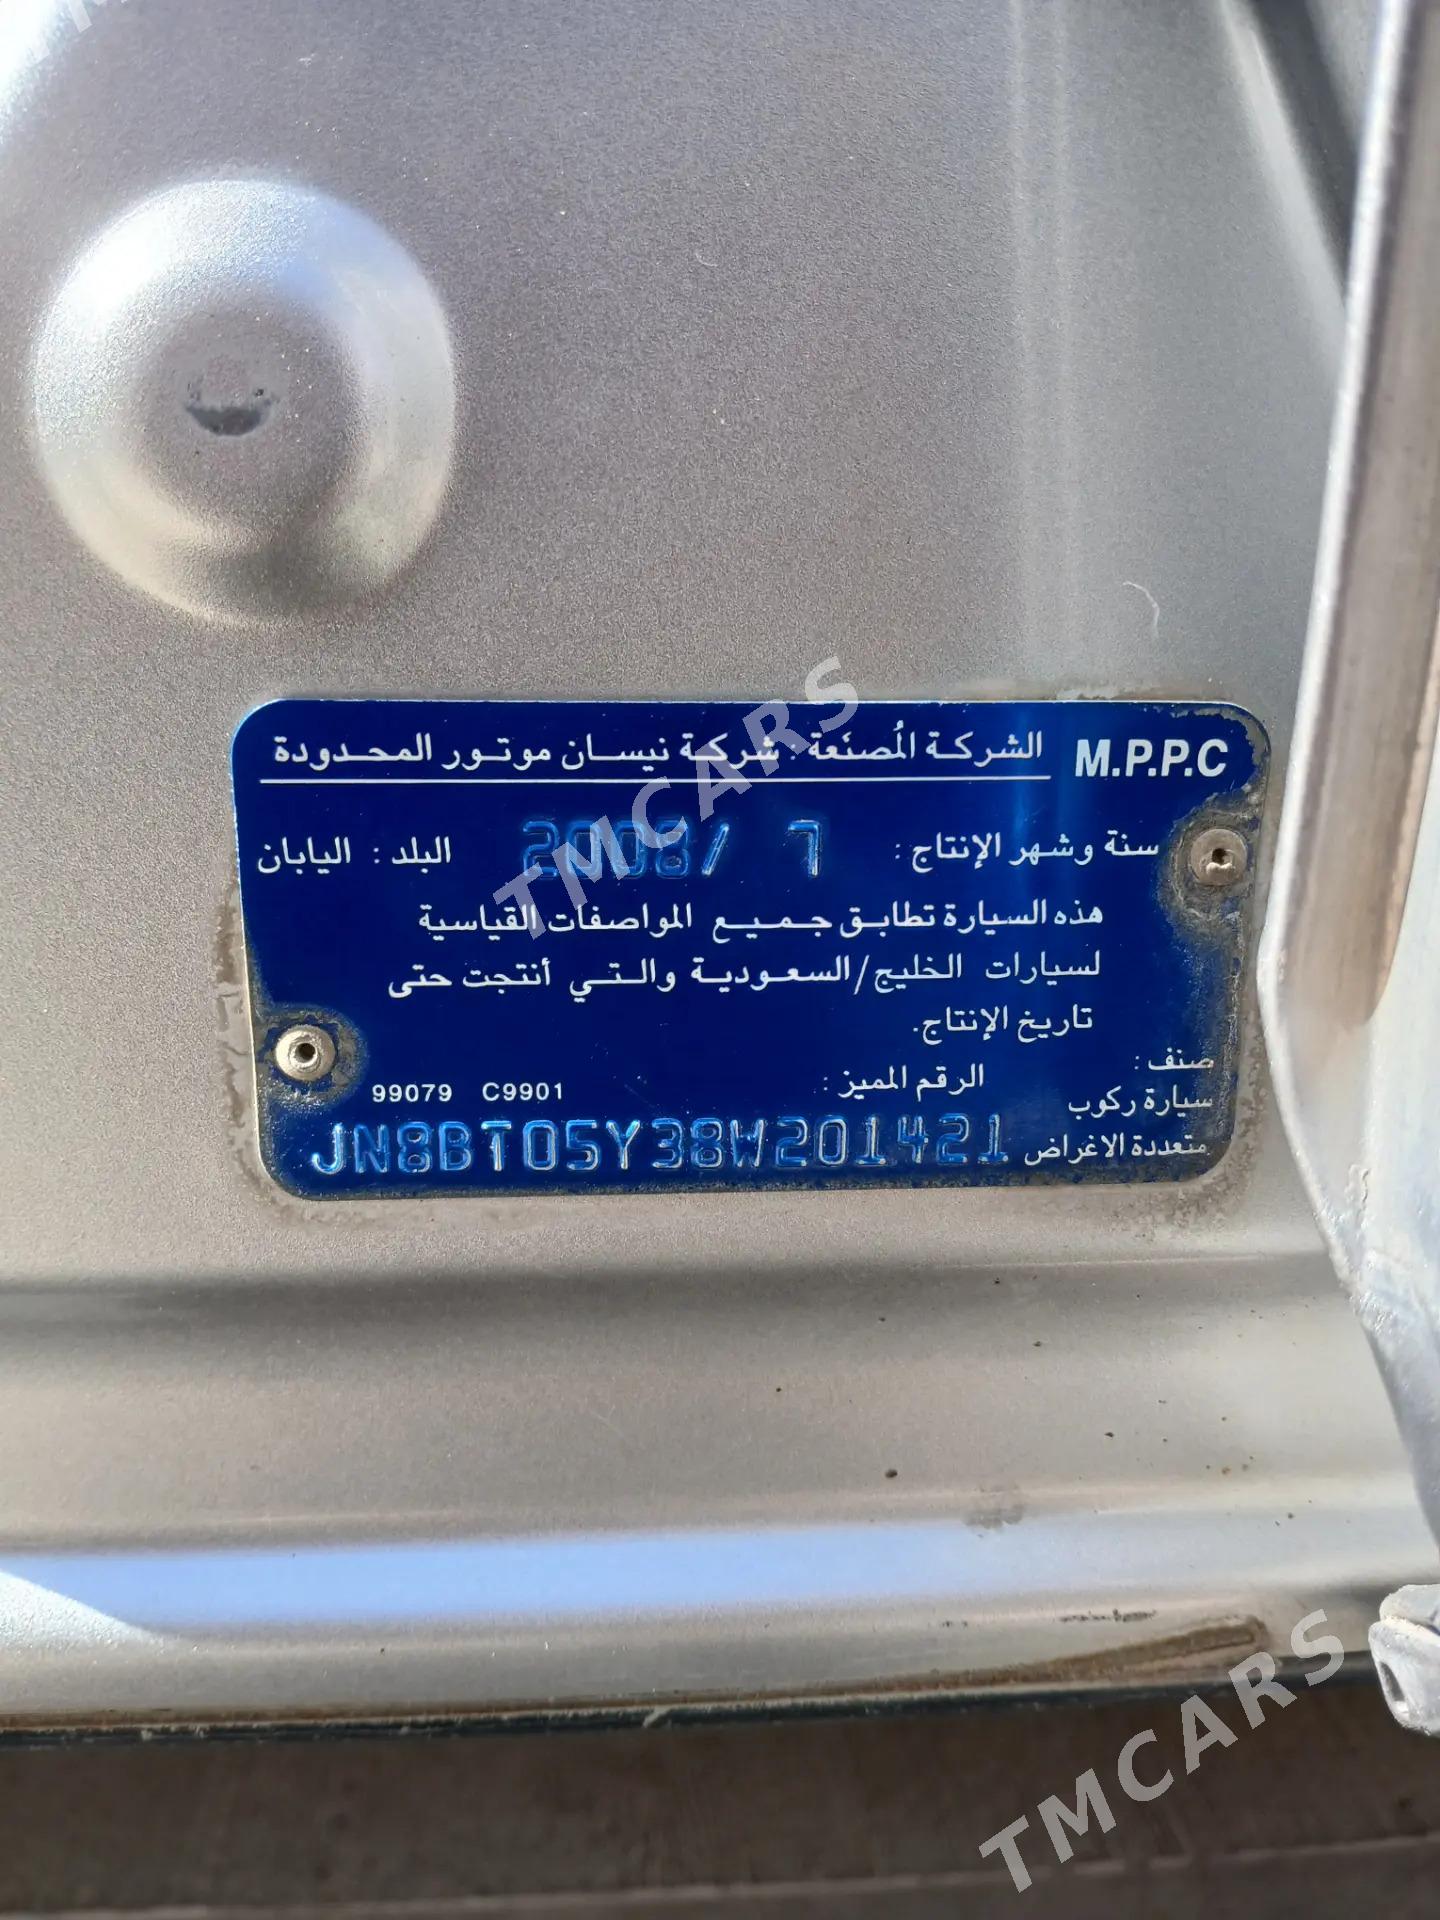 M.P.P.C الشركة المُصنَعة : شركة نيسان موتور المحدودة
سنة وشهر الإنتاج : 2008/ 7 البلد : اليابان
هذه السيارة تطابق جميع المواصفات القياسية
لسيارات الخليج/السعودية والتي أنتجت حتى
تاريخ الإنتاج.
صنف :
سيارة ركوب
متعددة الاغراض
الرقم المميز : 99079 C9901
JN8BT05Y38W201421
TMCARS
TMCARS